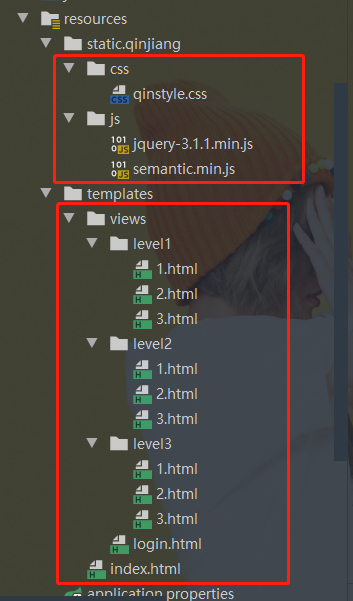 resources
static.qinjiang
css
qinstyle.css
js
jquery-3.1.1.min.js
semantic.min.js
templates
views
level1
1.html
2.html
3.html
level2
1.html
2.html
3.html
level3
1.html
2.html
3.html
login.html
index.html
application.properties